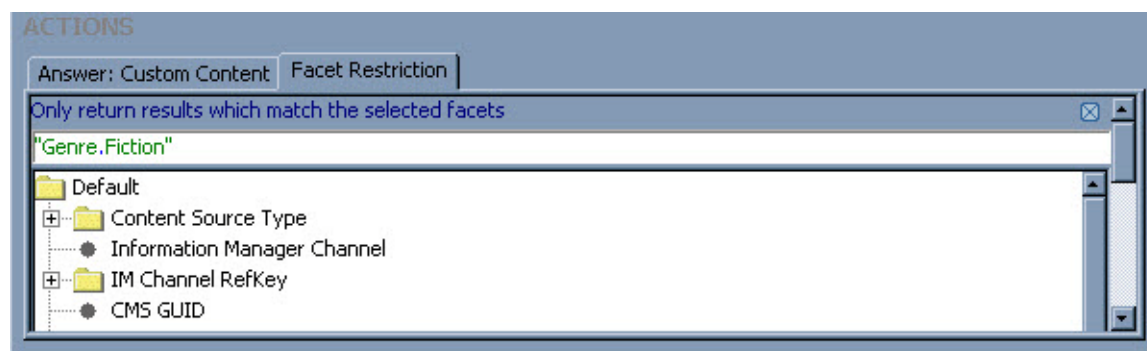 ACTIONS
Answer: Custom Content Facet Restriction
Only return results which match the selected facets
"Genre.Fiction"
Default
Content Source Type
Information Manager Channel
IM Channel RefKey
CMS GUID